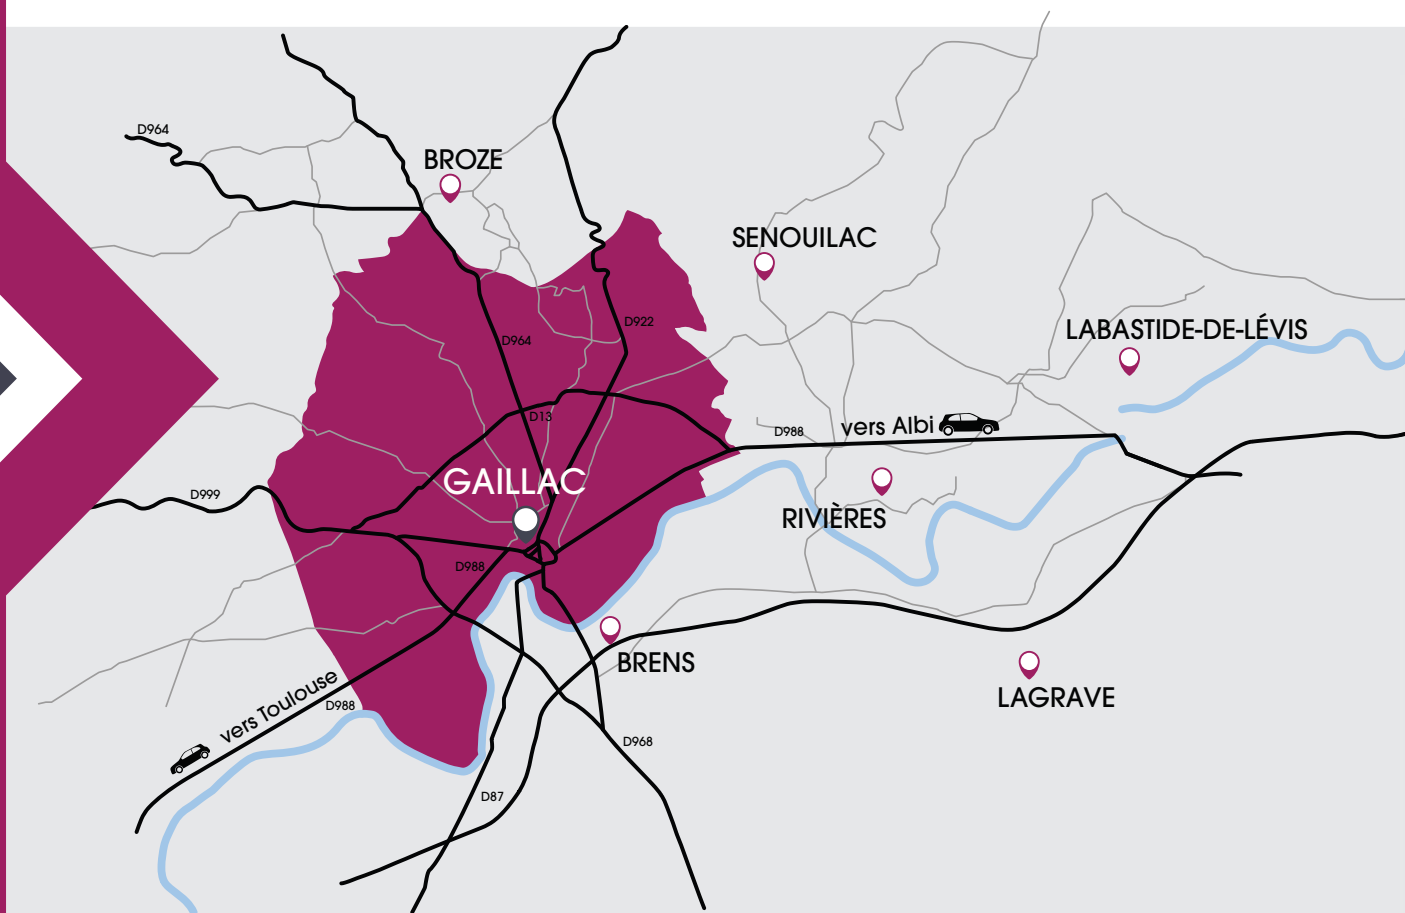 D964
BROZE
SENOUILAC
D922
LABASTIDE-DE-LÉVIS
D964
D13
D988
vers Albi
GAILLAC
D999
RIVIÈRES
D988
BRENS
vers Toulouse
LAGRAVE
D988
D968
D87